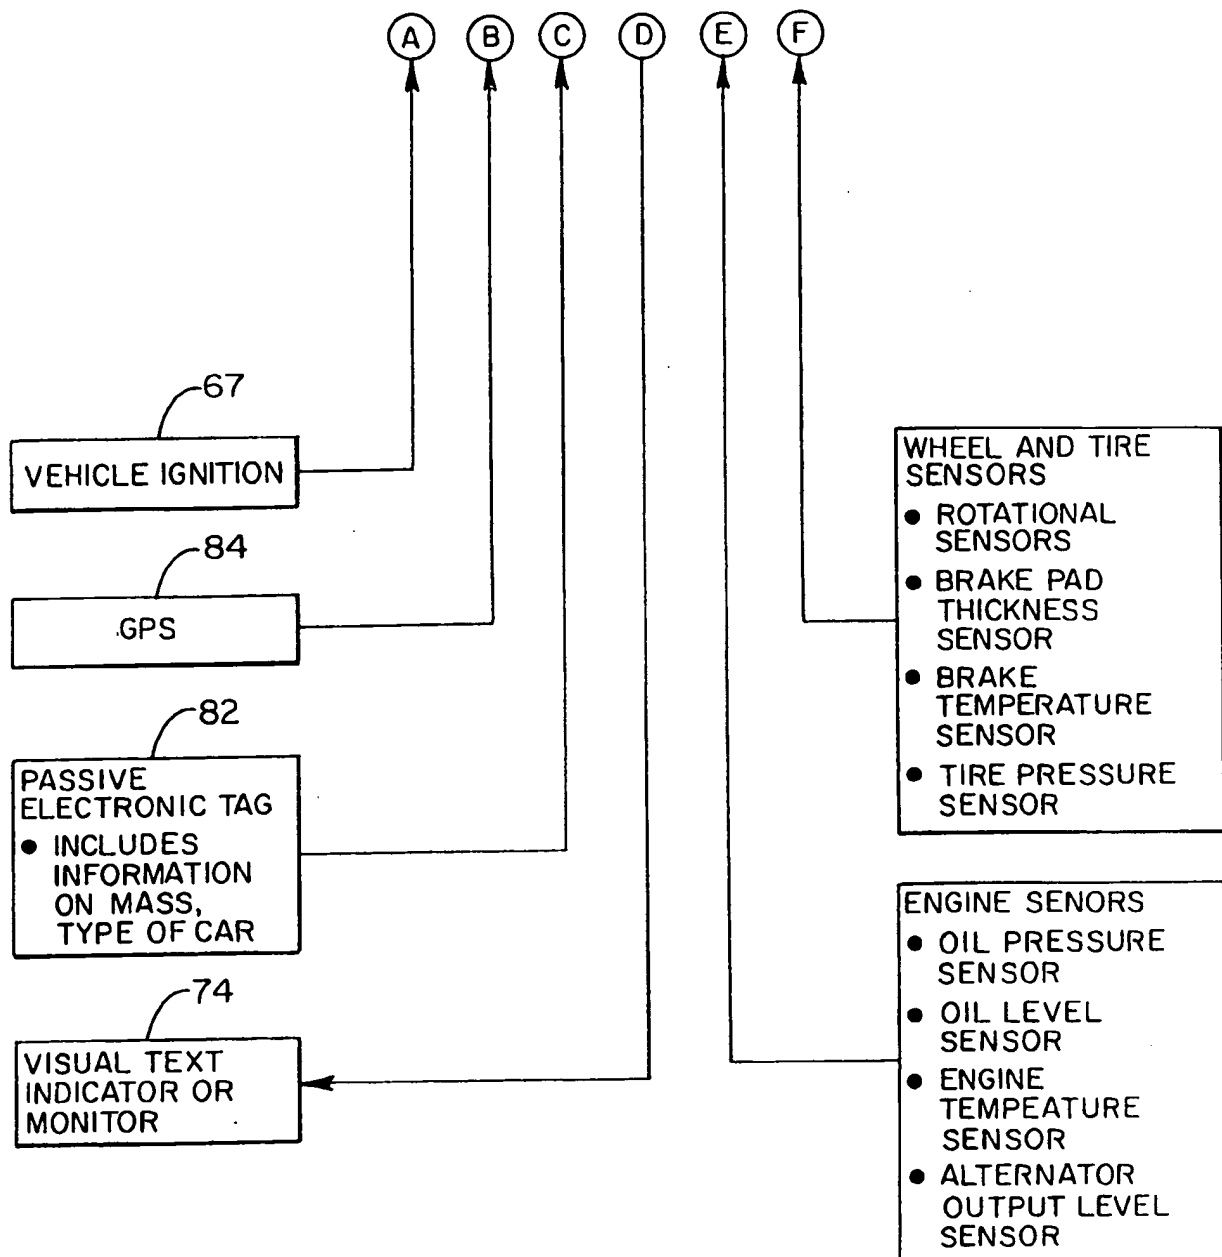 A B C D E F
67
VEHICLE IGNITION
84
GPS
82
PASSIVE
ELECTRONIC TAG
● INCLUDES
INFORMATION
ON MASS,
TYPE OF CAR
74
VISUAL TEXT
INDICATOR OR
MONITOR
WHEEL AND TIRE
SENSORS
● ROTATIONAL
SENSORS
● BRAKE PAD
THICKNESS
SENSOR
● BRAKE
TEMPERATURE
SENSOR
● TIRE PRESSURE
SENSOR
ENGINE SENORS
● OIL PRESSURE
SENSOR
● OIL LEVEL
SENSOR
● ENGINE
TEMPEATURE
SENSOR
● ALTERNATOR
OUTPUT LEVEL
SENSOR